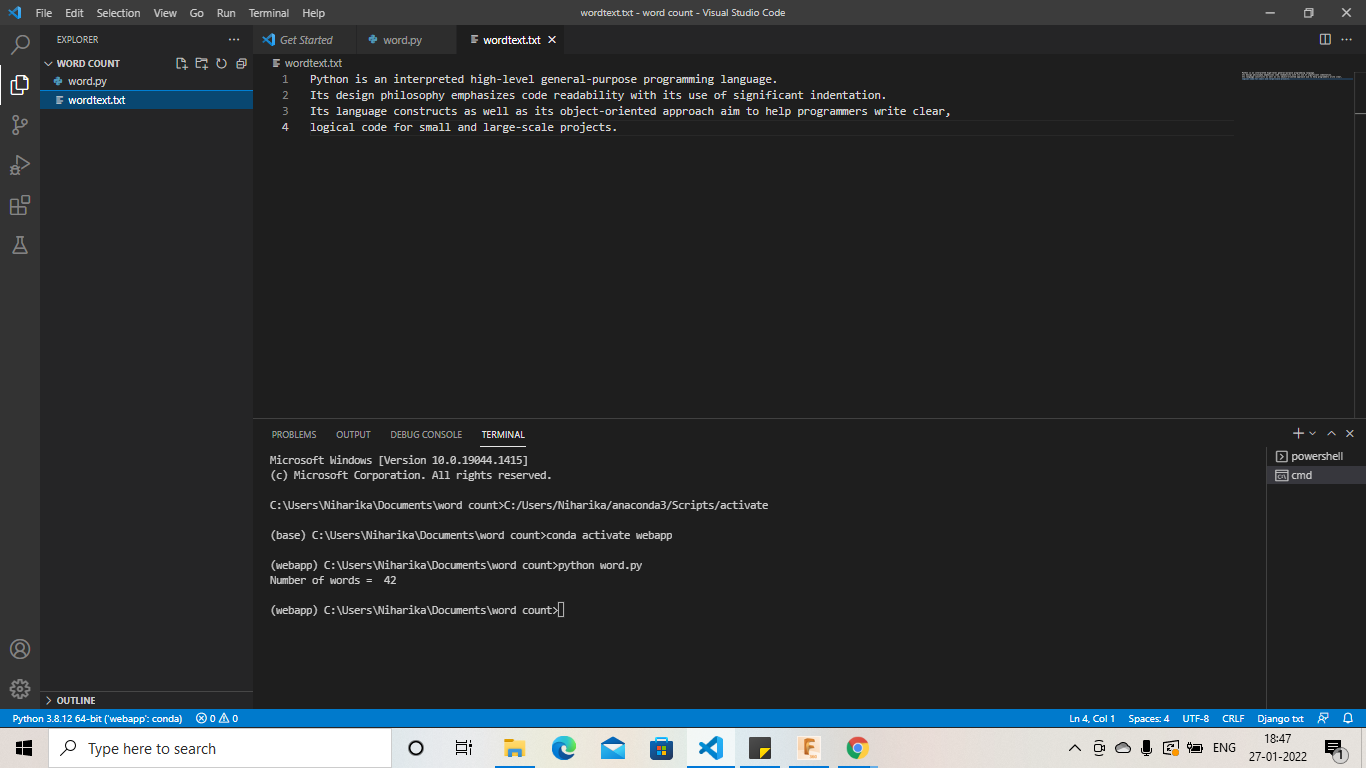 File Edit Selection View Go Run Terminal Help
wordtext.txt - word count - Visual Studio Code
EXPLORER
WORD COUNT
word.py
wordtext.txt
Get Started
word.py
wordtext.txt
wordtext.txt
1 Python is an interpreted high-level general-purpose programming language.
2 Its design philosophy emphasizes code readability with its use of significant indentation.
3 Its language constructs as well as its object-oriented approach aim to help programmers write clear,
4 logical code for small and large-scale projects.
PROBLEMS OUTPUT DEBUG CONSOLE TERMINAL
Microsoft Windows [Version 10.0.19044.1415]
(c) Microsoft Corporation. All rights reserved.
C:\Users\Niharika\Documents\word count>C:/Users/Niharika/anaconda3/Scripts/activate
(base) C:\Users\Niharika\Documents\word count>conda activate webapp
(webapp) C:\Users\Niharika\Documents\word count>python word.py
Number of words =  42
(webapp) C:\Users\Niharika\Documents\word count>
powershell
cmd
OUTLINE
Python 3.8.12 64-bit ('webapp': conda) 0 0
Ln 4, Col 1 Spaces: 4 UTF-8 CRLF Django txt
Type here to search
ENG
18:47
27-01-2022
1